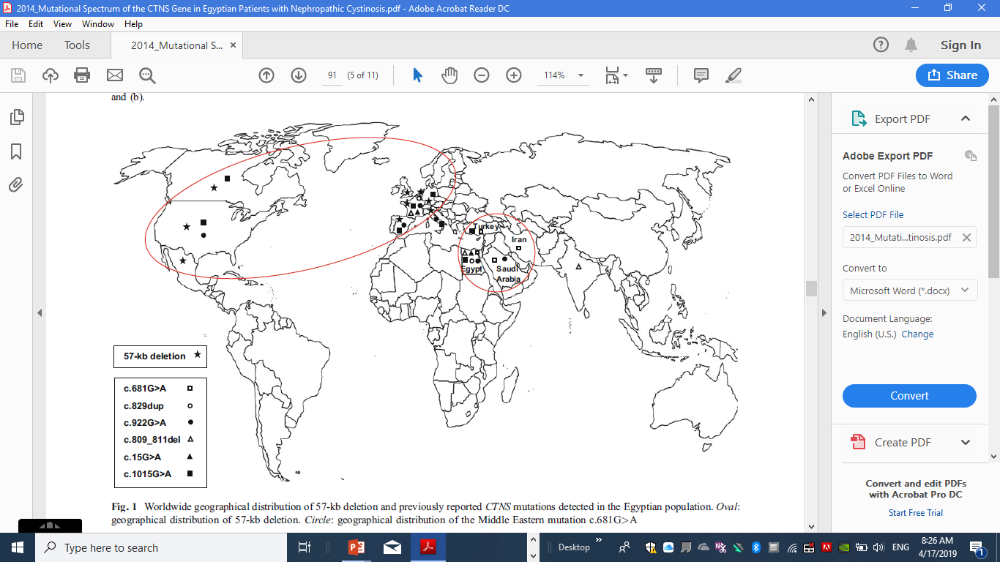 2014_Mutational Spectrum of the CTNS Gene in Egyptian Patients with Nephropathic Cystinosis.pdf - Adobe Acrobat Reader DC
File Edit View Window Help
Home Tools 2014_Mutational S... × Sign In
91 (5 of 11) 114% Share
and (b).
Turkey
Iran
Egypt
Saudi
Arabia
57-kb deletion
c.681G>A
c.829dup
c.922G>A
c.809_811del
c.15G>A
c.1015G>A
Fig. 1 Worldwide geographical distribution of 57-kb deletion and previously reported CTNS mutations detected in the Egyptian population. Oval:
geographical distribution of 57-kb deletion. Circle: geographical distribution of the Middle Eastern mutation c.681G>A
Export PDF
Adobe Export PDF
Convert PDF Files to Word
or Excel Online
Select PDF File
2014_Mutati...tinosis.pdf
Convert to
Microsoft Word (*.docx)
Document Language:
English (U.S.) Change
Convert
Create PDF
Convert and edit PDFs
with Acrobat Pro DC
Start Free Trial
Type here to search
Desktop
ENG
8:26 AM
4/17/2019
1